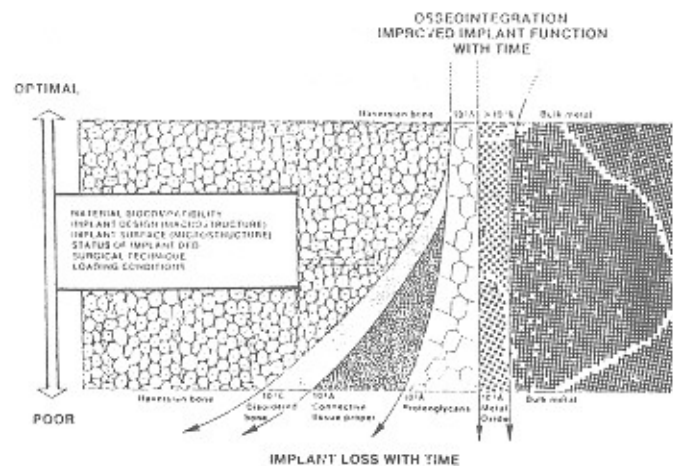 OSSEOINTEGRATION
IMPROVED IMPLANT FUNCTION
WITH TIME
OPTIMAL
Haversian bone
Bulk metal
MATERIAL BIOCOMPATIBILITY
IMPLANT DESIGN (MACROSTRUCTURE)
IMPLANT SURFACE (MICROSTRUCTURE)
STATUS OF IMPLANT BED
SURGICAL TECHNIQUE
LOADING CONDITIONS
Haversian bone
Disordered
bone
Connective
tissue proper
Proteoglycans
Metal
Oxide
Bulk metal
POOR
IMPLANT LOSS WITH TIME